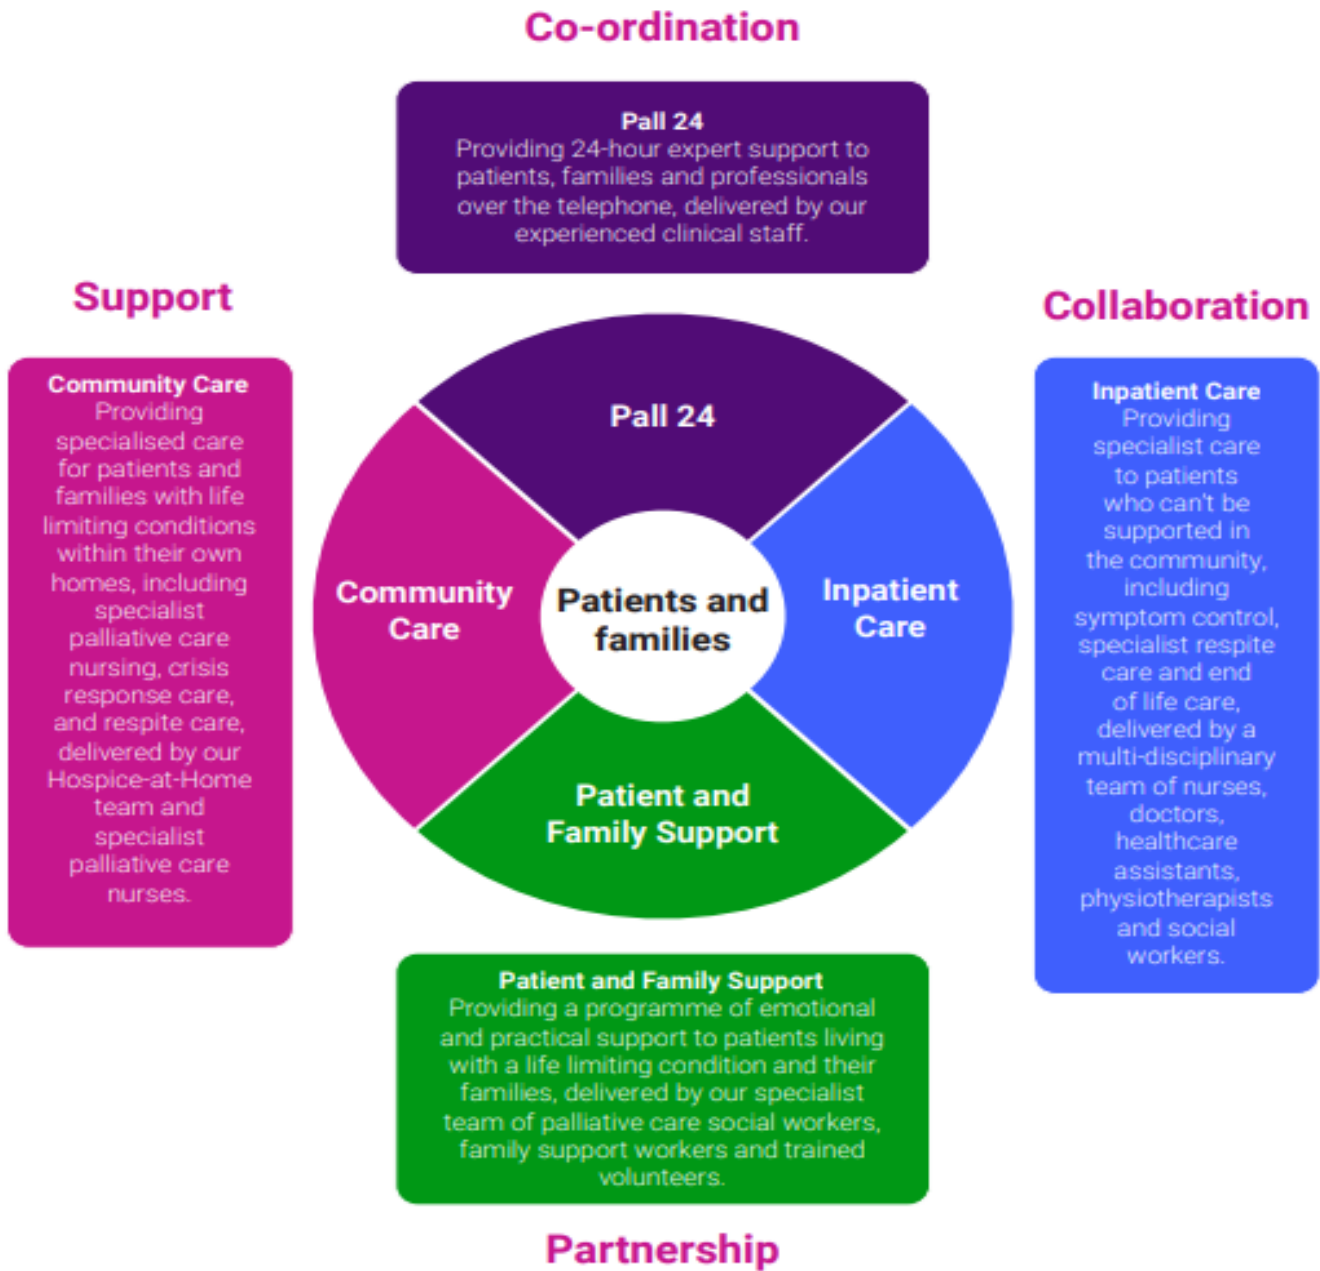 Co-ordination
Pall 24
Providing 24-hour expert support to
patients, families and professionals
over the telephone, delivered by our
experienced clinical staff.
Support
Community Care
Providing
specialised care
for patients and
families with life
limiting conditions
within their own
homes, including
specialist
palliative care
nursing, crisis
response care,
and respite care,
delivered by our
Hospice-at-Home
team and
specialist
palliative care
nurses.
Pall 24
Community
Care
Patients and
families
Inpatient
Care
Patient and
Family Support
Collaboration
Inpatient Care
Providing
specialist care
to patients
who can't be
supported in
the community,
including
symptom control,
specialist respite
care and end
of life care,
delivered by a
multi-disciplinary
team of nurses,
doctors,
healthcare
assistants,
physiotherapists
and social
workers.
Patient and Family Support
Providing a programme of emotional
and practical support to patients living
with a life limiting condition and their
families, delivered by our specialist
team of palliative care social workers,
family support workers and trained
volunteers.
Partnership